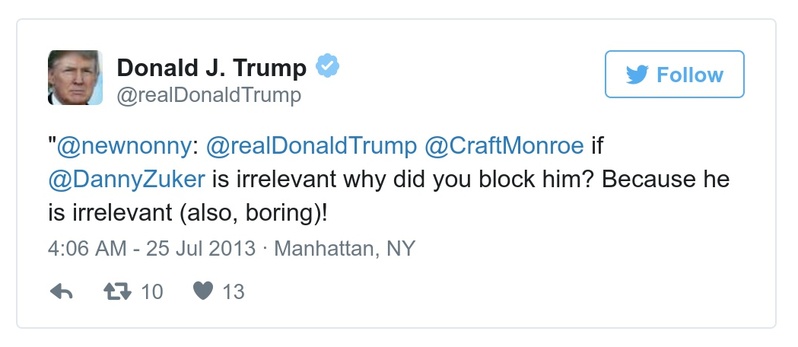 Donald J. Trump
@realDonaldTrump
Follow
"@newnonny: @realDonaldTrump @CraftMonroe if
@DannyZuker is irrelevant why did you block him? Because he
is irrelevant (also, boring)!
4:06 AM - 25 Jul 2013 · Manhattan, NY
10 13